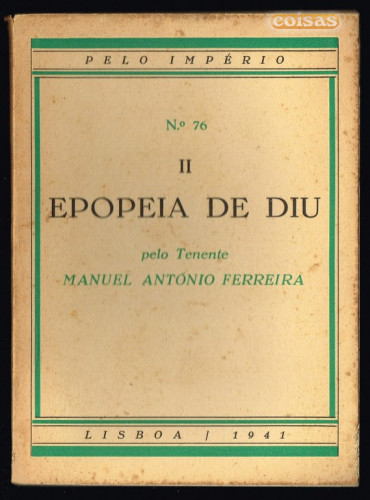 coisas
PELO IMPÉRIO
N.º 76
II
EPOPEIA DE DIU
pelo Tenente
MANUEL ANTÓNIO FERREIRA
LISBOA / 1941